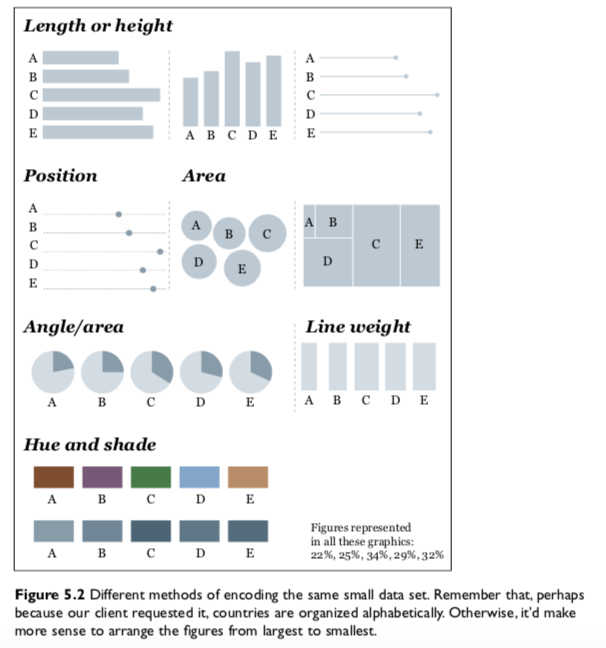 Length or height
A
B
C
D
E
A B C D E
A
B
C
D
E
Position
A
B
C
D
E
Area
A
B
C
D
E
A B
C
E
D
Angle/area
A B C D E
Line weight
A B C D E
Hue and shade
A B C D E
A B C D E
Figures represented
in all these graphics:
22%, 25%, 34%, 29%, 32%
Figure 5.2 Different methods of encoding the same small data set. Remember that, perhaps
because our client requested it, countries are organized alphabetically. Otherwise, it'd make
more sense to arrange the figures from largest to smallest.